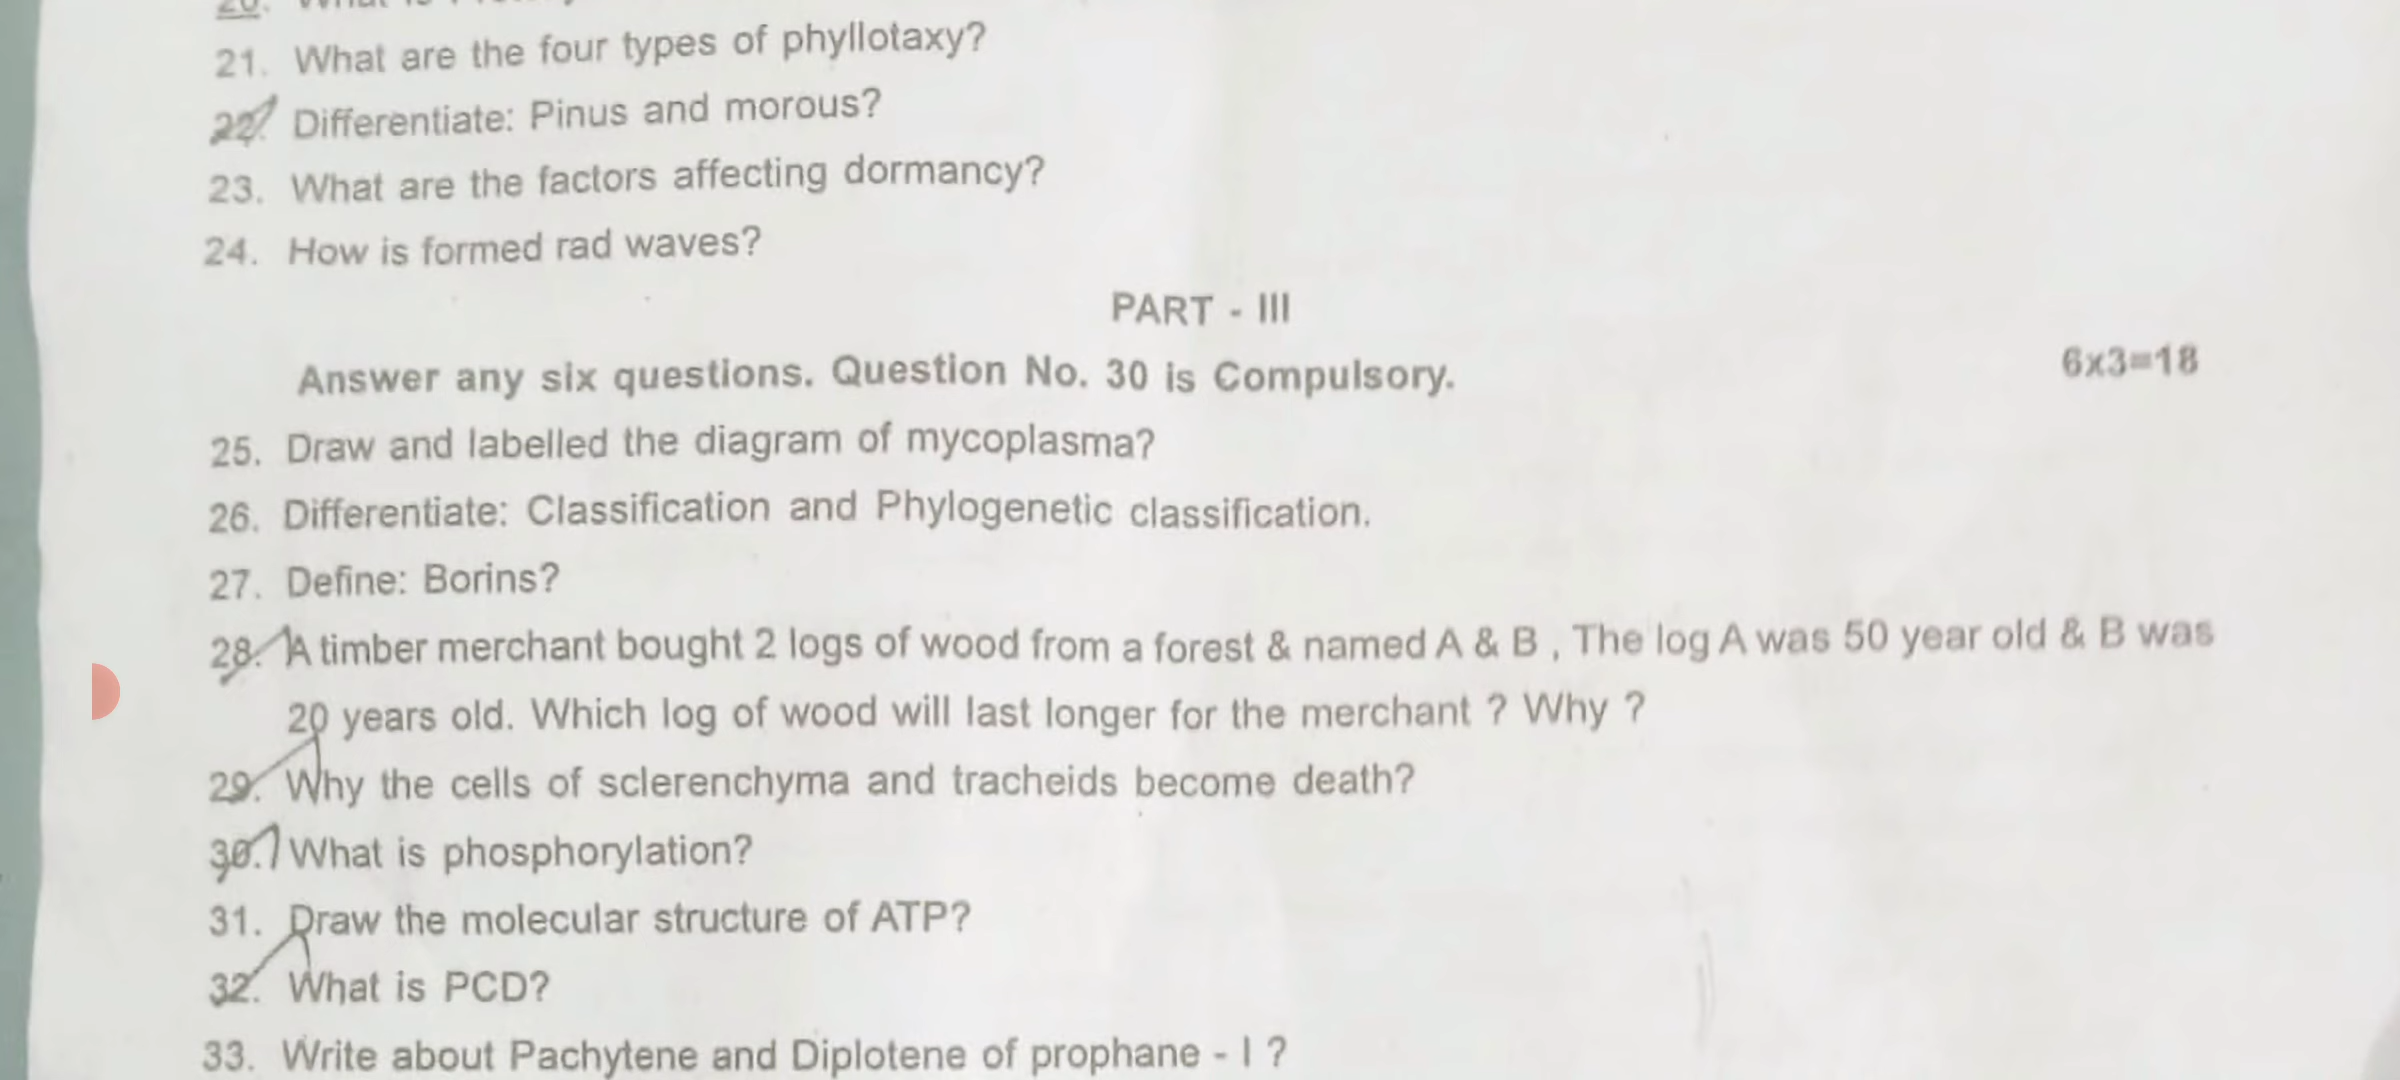 21. What are the four types of phyllotaxy?
22. Differentiate: Pinus and morous?
23. What are the factors affecting dormancy?
24. How is formed rad waves?
PART - III
Answer any six questions. Question No. 30 is Compulsory. 6x3=18
25. Draw and labelled the diagram of mycoplasma?
26. Differentiate: Classification and Phylogenetic classification.
27. Define: Borins?
28. A timber merchant bought 2 logs of wood from a forest & named A & B , The log A was 50 year old & B was
20 years old. Which log of wood will last longer for the merchant ? Why ?
29. Why the cells of sclerenchyma and tracheids become death?
30. What is phosphorylation?
31. Draw the molecular structure of ATP?
32. What is PCD?
33. Write about Pachytene and Diplotene of prophane - I ?